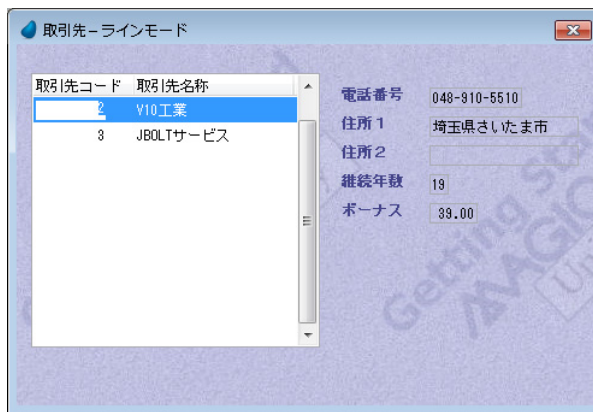 取引先－ラインモード
取引先コード 取引先名称
2 V10工業
3 JBOLTサービス
電話番号 048-910-5510
住所1 埼玉県さいたま市
住所2
継続年数 19
ボーナス 39.00
Getting Star
MAGIC
Uni